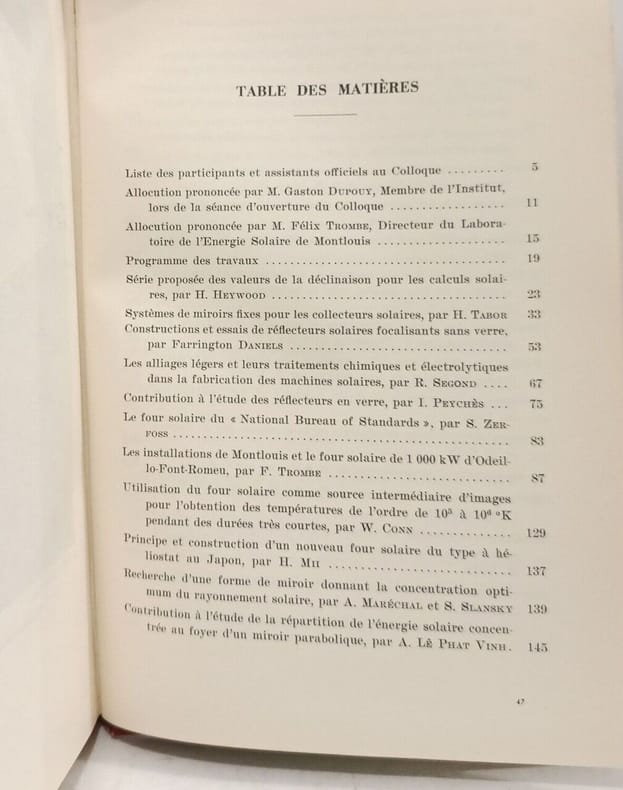 TABLE DES MATIÈRES
Liste des participants et assistants officiels au Colloque ......... 5
Allocution prononcée par M. Gaston DUPOUY, Membre de l'Institut,
lors de la séance d'ouverture du Colloque .................. 11
Allocution prononcée par M. Félix TROMBE, Directeur du Labora-
toire de l'Energie Solaire de Montlouis .................... 15
Programme des travaux ...................................... 19
Série proposée des valeurs de la déclinaison pour les calculs solai-
res, par H. HEYWOOD ..................................... 23
Systèmes de miroirs fixes pour les collecteurs solaires, par H. TABOR 33
Constructions et essais de réflecteurs solaires focalisants sans verre,
par Farrington DANIELS .................................. 53
Les alliages légers et leurs traitements chimiques et électrolytiques
dans la fabrication des machines solaires, par R. SEGOND .... 67
Contribution à l'étude des réflecteurs en verre, par I. PEYCHÈS ... 75
Le four solaire du « National Bureau of Standards », par S. ZER-
FOSS .................................................... 83
Les installations de Montlouis et le four solaire de 1 000 kW d'Odeil-
lo-Font-Romeu, par F. TROMBE ............................ 87
Utilisation du four solaire comme source intermédiaire d'images
pour l'obtention des températures de l'ordre de 10⁵ à 10⁶ °K
pendant des durées très courtes, par W. CONN .............. 129
Principe et construction d'un nouveau four solaire du type à hé-
liostat au Japon, par H. MII .............................. 137
Recherche d'une forme de miroir donnant la concentration opti-
mum du rayonnement solaire, par A. MARÉCHAL et S. SLANSKY 139
Contribution à l'étude de la répartition de l'énergie solaire concen-
trée au foyer d'un miroir parabolique, par A. LÊ PHAT VINH. 145
47